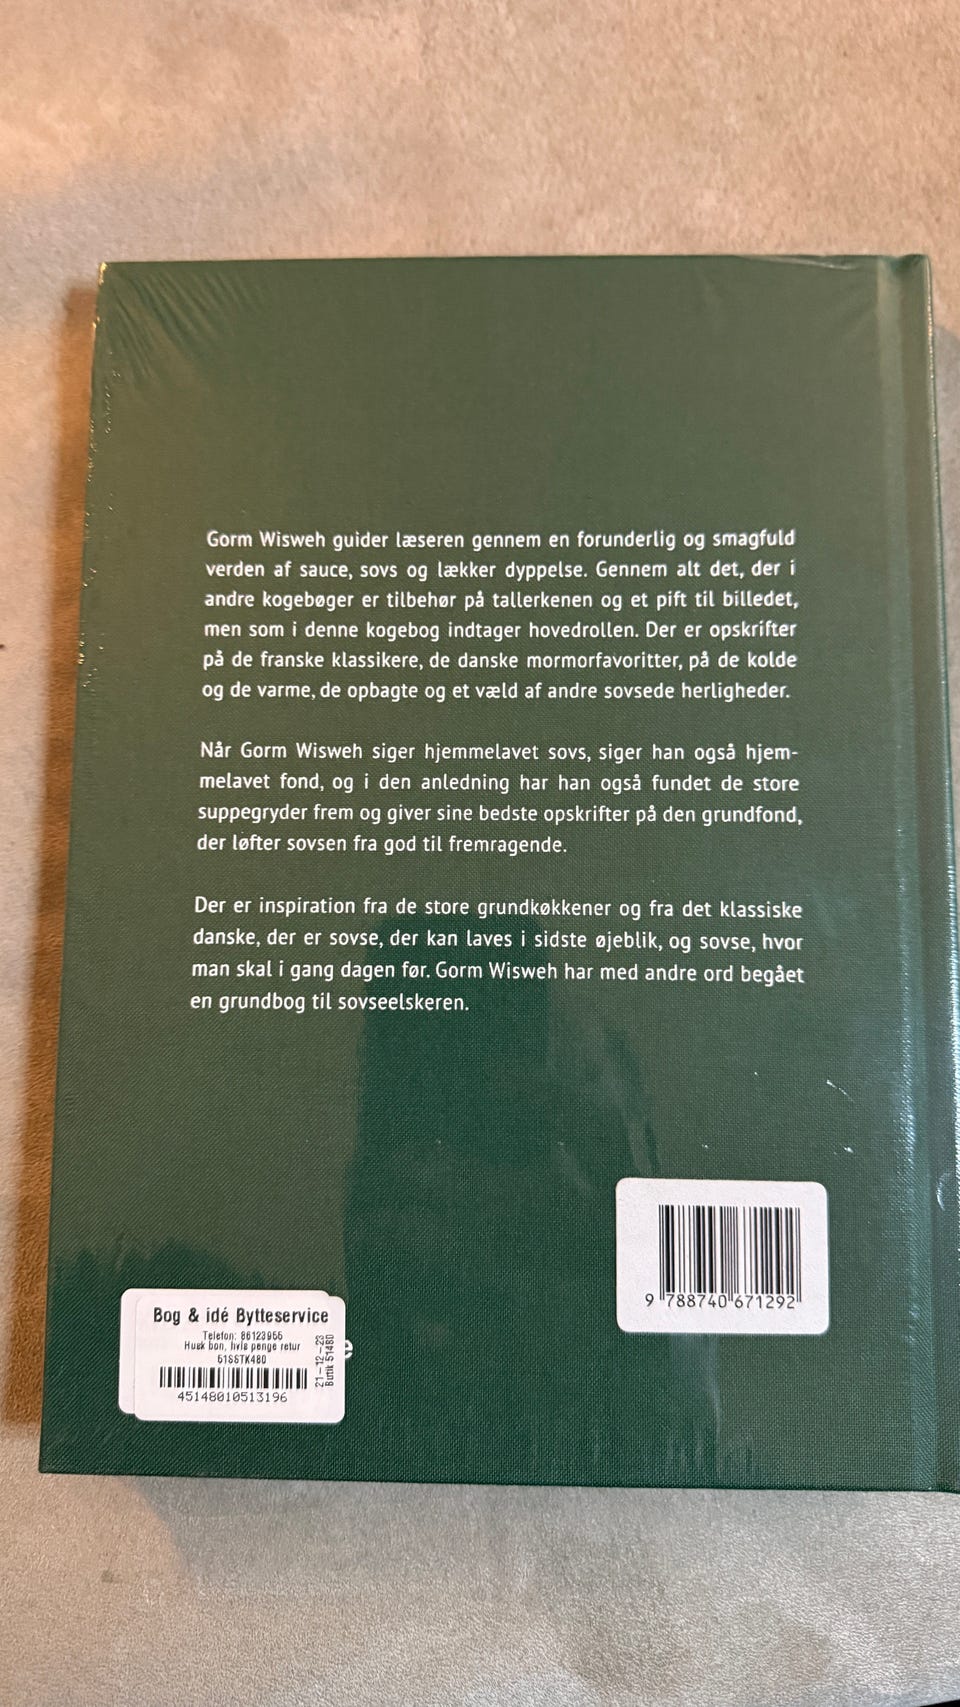 Gorm Wisweh guider læseren gennem en forunderlig og smagfuld
verden af sauce, sovs og lækker dyppelse. Gennem alt det, der i
andre kogebøger er tilbehør på tallerkenen og et pift til billedet,
men som i denne kogebog indtager hovedrollen. Der er opskrifter
på de franske klassikere, de danske mormorfavoritter, på de kolde
og de varme, de opbagte og et væld af andre sovsede herligheder.
Når Gorm Wisweh siger hjemmelavet sovs, siger han også hjem-
melavet fond, og i den anledning har han også fundet de store
suppegryder frem og giver sine bedste opskrifter på den grundfond,
der løfter sovsen fra god til fremragende.
Der er inspiration fra de store grundkøkkener og fra det klassiske
danske, der er sovse, der kan laves i sidste øjeblik, og sovse, hvor
man skal i gang dagen før. Gorm Wisweh har med andre ord begået
en grundbog til sovseelskeren.
9 788740 671292
Bog & idé Bytteservice
Telefon: 86123955
Husk bon, hvis penge retur
51SSTK480
45148010513196
21-12-23
Butik 51480
e